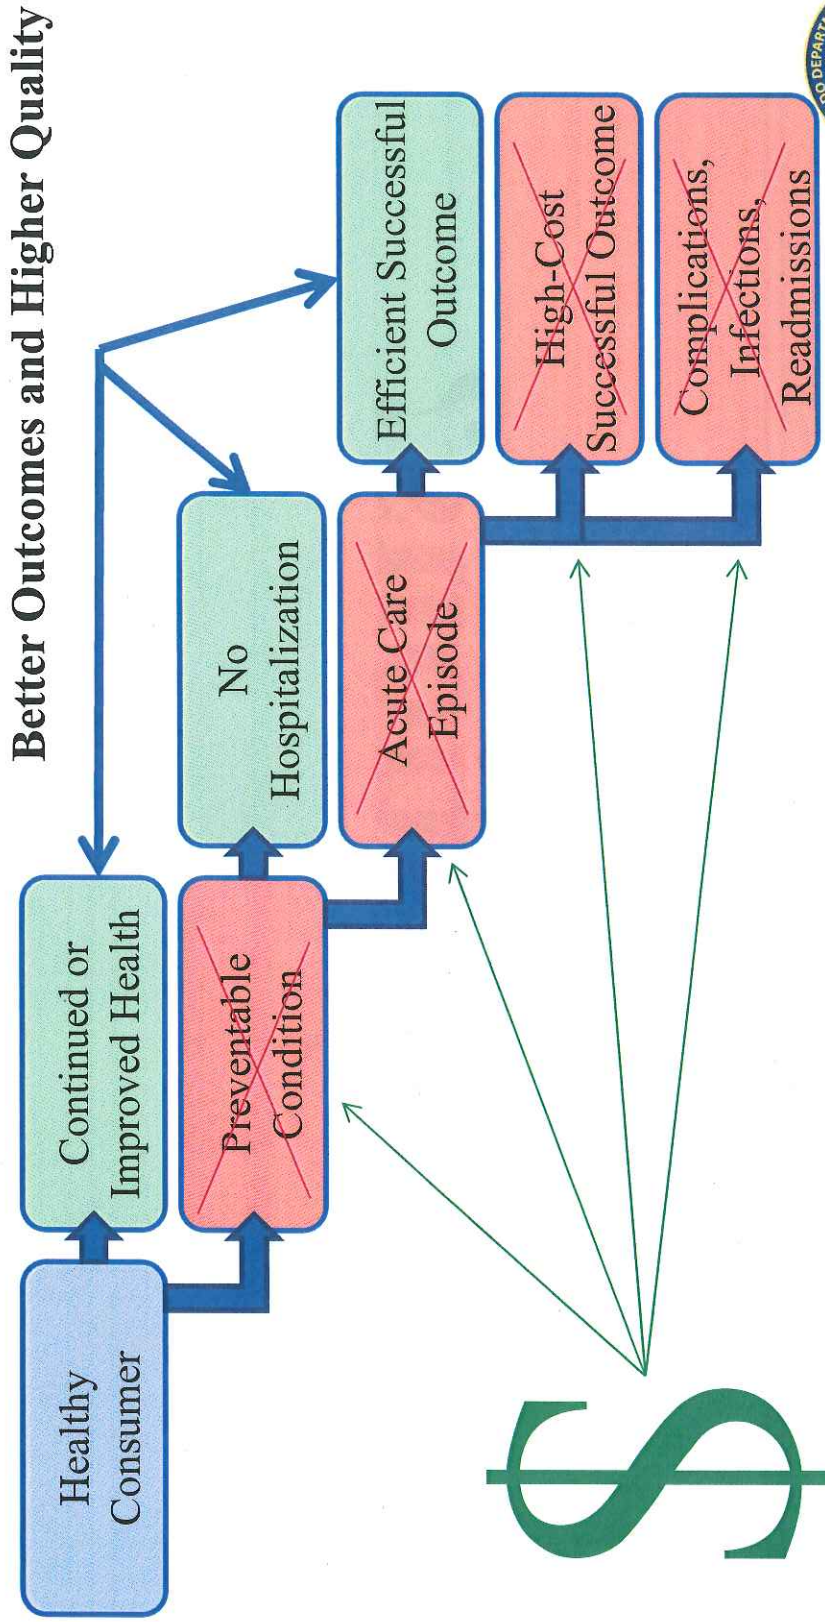 Better Outcomes and Higher Quality
Healthy
Consumer
Continued or
Improved Health
Preventable
Condition
No
Hospitalization
Acute Care
Episode
Efficient Successful
Outcome
High-Cost
Successful Outcome
Complications,
Infections,
Readmissions
$